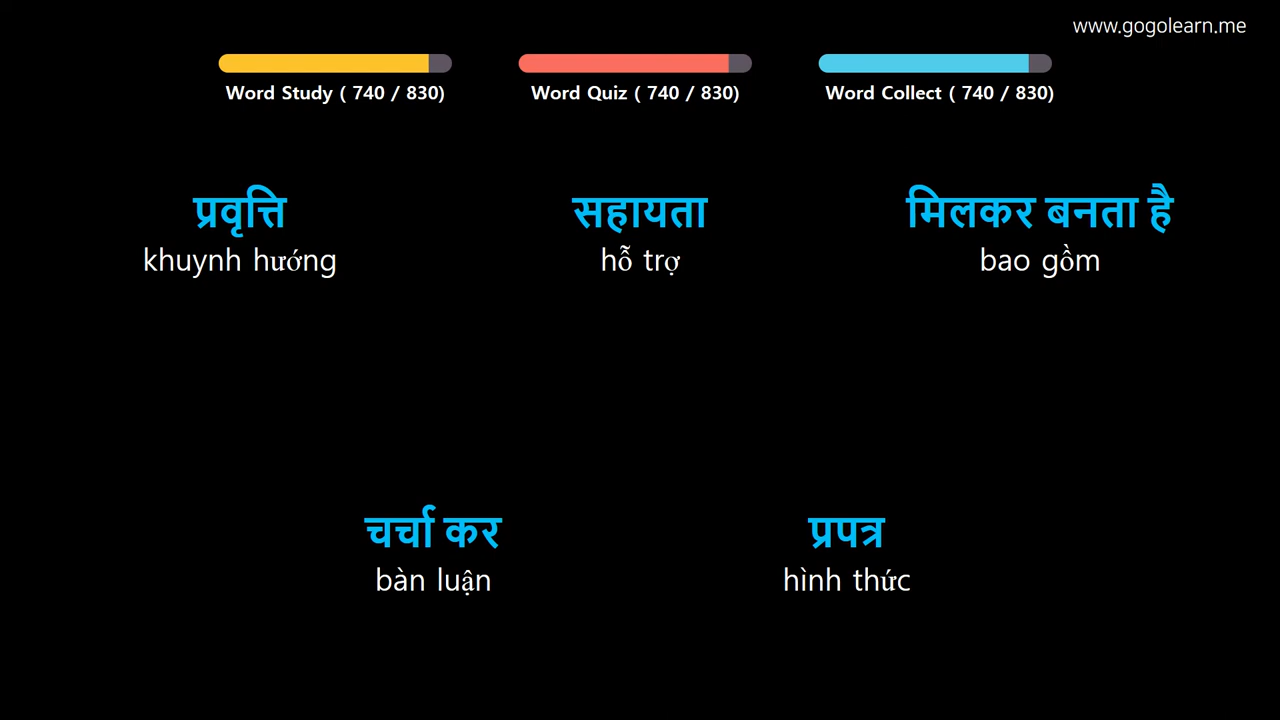 www.gogolearn.me
Word Study ( 740 / 830)
Word Quiz ( 740 / 830)
Word Collect ( 740 / 830)
प्रवृत्ति
khuynh hướng
सहायता
hỗ trợ
मिलकर बनता है
bao gồm
चर्चा कर
bàn luận
प्रपत्र
hình thức